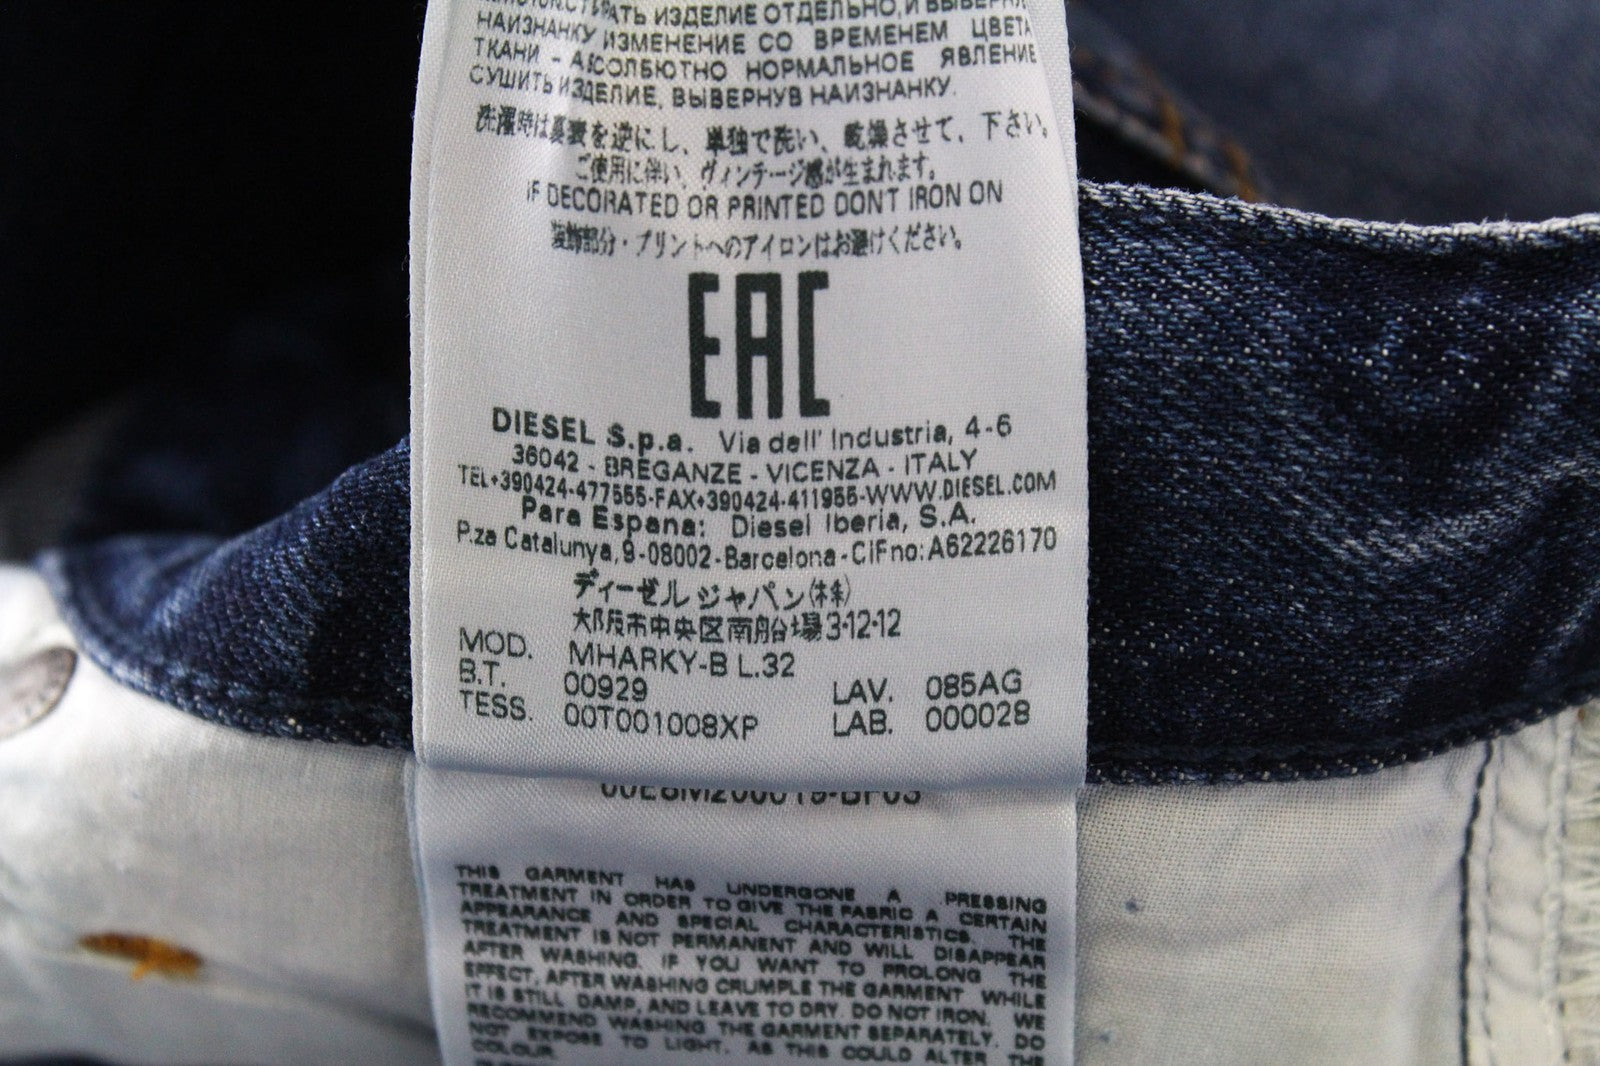 СТИРАТЬ ИЗДЕЛИЕ ОТДЕЛЬНО, И ВЫВЕРНУВ
НАИЗНАНКУ ИЗМЕНЕНИЕ СО ВРЕМЕНЕМ ЦВЕТА
ТКАНИ - АБСОЛБЮТНО НОРМАЛЬНОЕ ЯВЛЕНИЕ
СУШИТЬ ИЗДЕЛИЕ, ВЫВЕРНУВ НАИЗНАНКУ.
洗濯時は裏表を逆にし、単独で洗い、乾燥させて、下さい。
ご使用に伴い、ヴィンテージ感が生まれます。
IF DECORATED OR PRINTED DONT IRON ON
装飾部分・プリントへのアイロンはお避けください。
EAC
DIESEL S.p.a. Via dell' Industria, 4-6
36042 - BREGANZE - VICENZA - ITALY
TEL+390424-477555-FAX+390424-411955-WWW.DIESEL.COM
Para Espana: Diesel Iberia, S.A.
P.za Catalunya, 9-08002-Barcelona-CiFno: A62226170
ディーゼル ジャパン(株)
大阪市中央区南船場3-12-12
MOD. MHARKY-B L.32
B.T. 00929 LAV. 085AG
TESS. 00T001008XP LAB. 000028
THIS GARMENT HAS UNDERGONE A PRESSING
TREATMENT IN ORDER TO GIVE THE FABRIC A CERTAIN
APPEARANCE AND SPECIAL CHARACTERISTICS. THE
TREATMENT IS NOT PERMANENT AND WILL DISAPPEAR
AFTER WASHING. IF YOU WANT TO PROLONG THE
EFFECT, AFTER WASHING CRUMPLE THE GARMENT WHILE
IT IS STILL DAMP, AND LEAVE TO DRY. DO NOT IRON. WE
RECOMMEND WASHING THE GARMENT SEPARATELY. DO
NOT EXPOSE TO LIGHT, AS THIS COULD ALTER THE
COLOUR